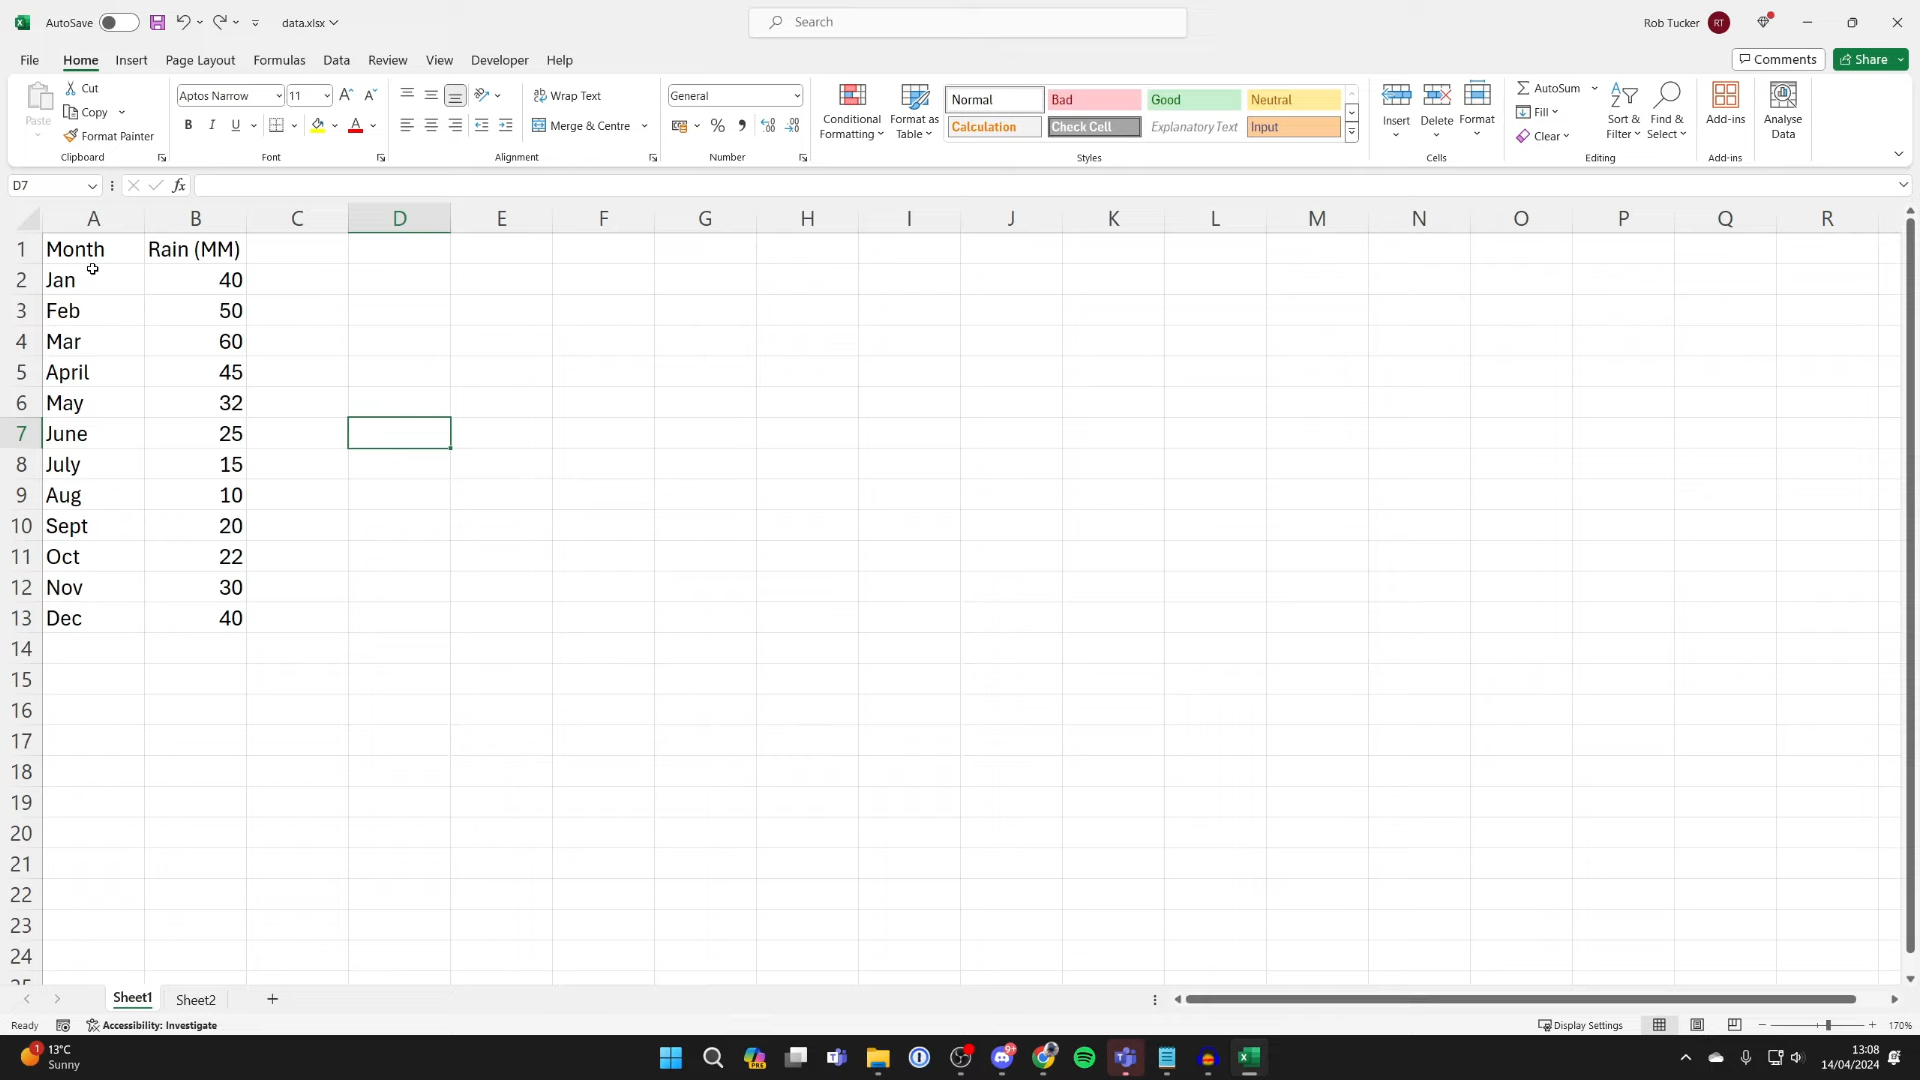 AutoSave data.xlsx Search Rob Tucker RT
File Home Insert Page Layout Formulas Data Review View Developer Help Comments Share
Paste Cut Copy Format Painter Clipboard
Aptos Narrow 11 A A B I U A Font
Wrap Text Merge & Centre Alignment
General % Number
Conditional Formatting Format as Table
Normal Bad Good Neutral
Calculation Check Cell Explanatory Text Input
Styles
Insert Delete Format Cells
AutoSum Fill Clear Sort & Filter Find & Select Editing
Add-ins Add-ins
Analyse Data
D7 fx
A B C D E F G H I J K L M N O P Q R
1 Month Rain (MM)
2 Jan 40
3 Feb 50
4 Mar 60
5 April 45
6 May 32
7 June 25
8 July 15
9 Aug 10
10 Sept 20
11 Oct 22
12 Nov 30
13 Dec 40
14
15
16
17
18
19
20
21
22
23
24
Sheet1 Sheet2
Ready Accessibility: Investigate Display Settings 170%
1 13°C
Sunny
PRE 9+
13:08
14/04/2024